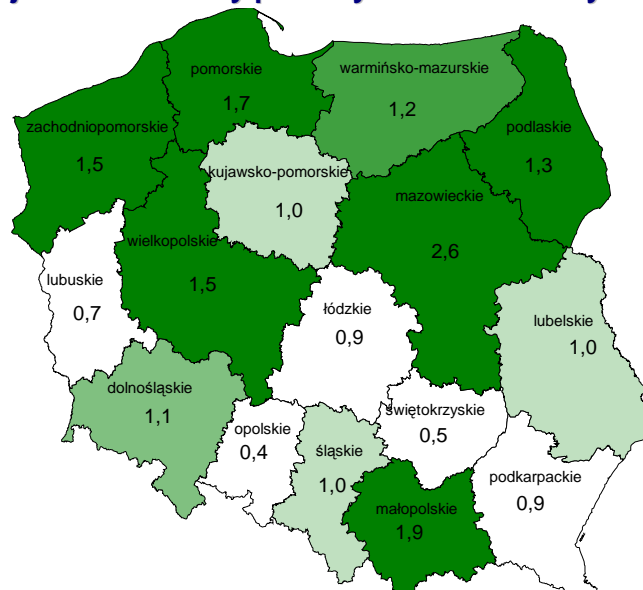 pomorskie
1,7
warmińsko-mazurskie
1,2
zachodniopomorskie
1,5
podlaskie
1,3
kujawsko-pomorskie
1,0
mazowieckie
2,6
wielkopolskie
1,5
lubuskie
0,7
łódzkie
0,9
lubelskie
1,0
dolnośląskie
1,1
opolskie
0,4
śląskie
1,0
świętokrzyskie
0,5
podkarpackie
0,9
małopolskie
1,9